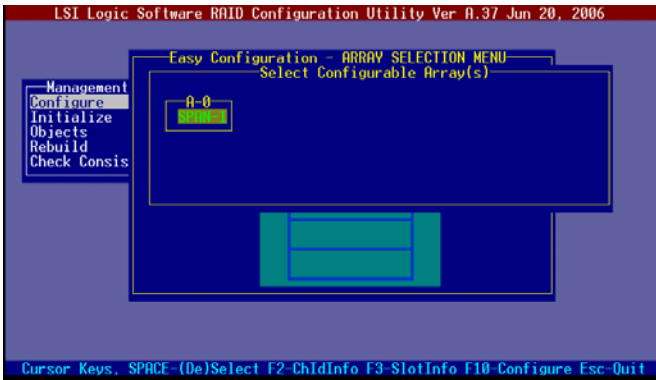 LSI Logic Software RAID Configuration Utility Ver A.37 Jun 20, 2006
Easy Configuration - ARRAY SELECTION MENU
Select Configurable Array(s)
Management
Configure
Initialize
Objects
Rebuild
Check Consis
A-0
SPAN-1
Cursor Keys, SPACE-(De)Select F2-ChIdInfo F3-SlotInfo F10-Configure Esc-Quit